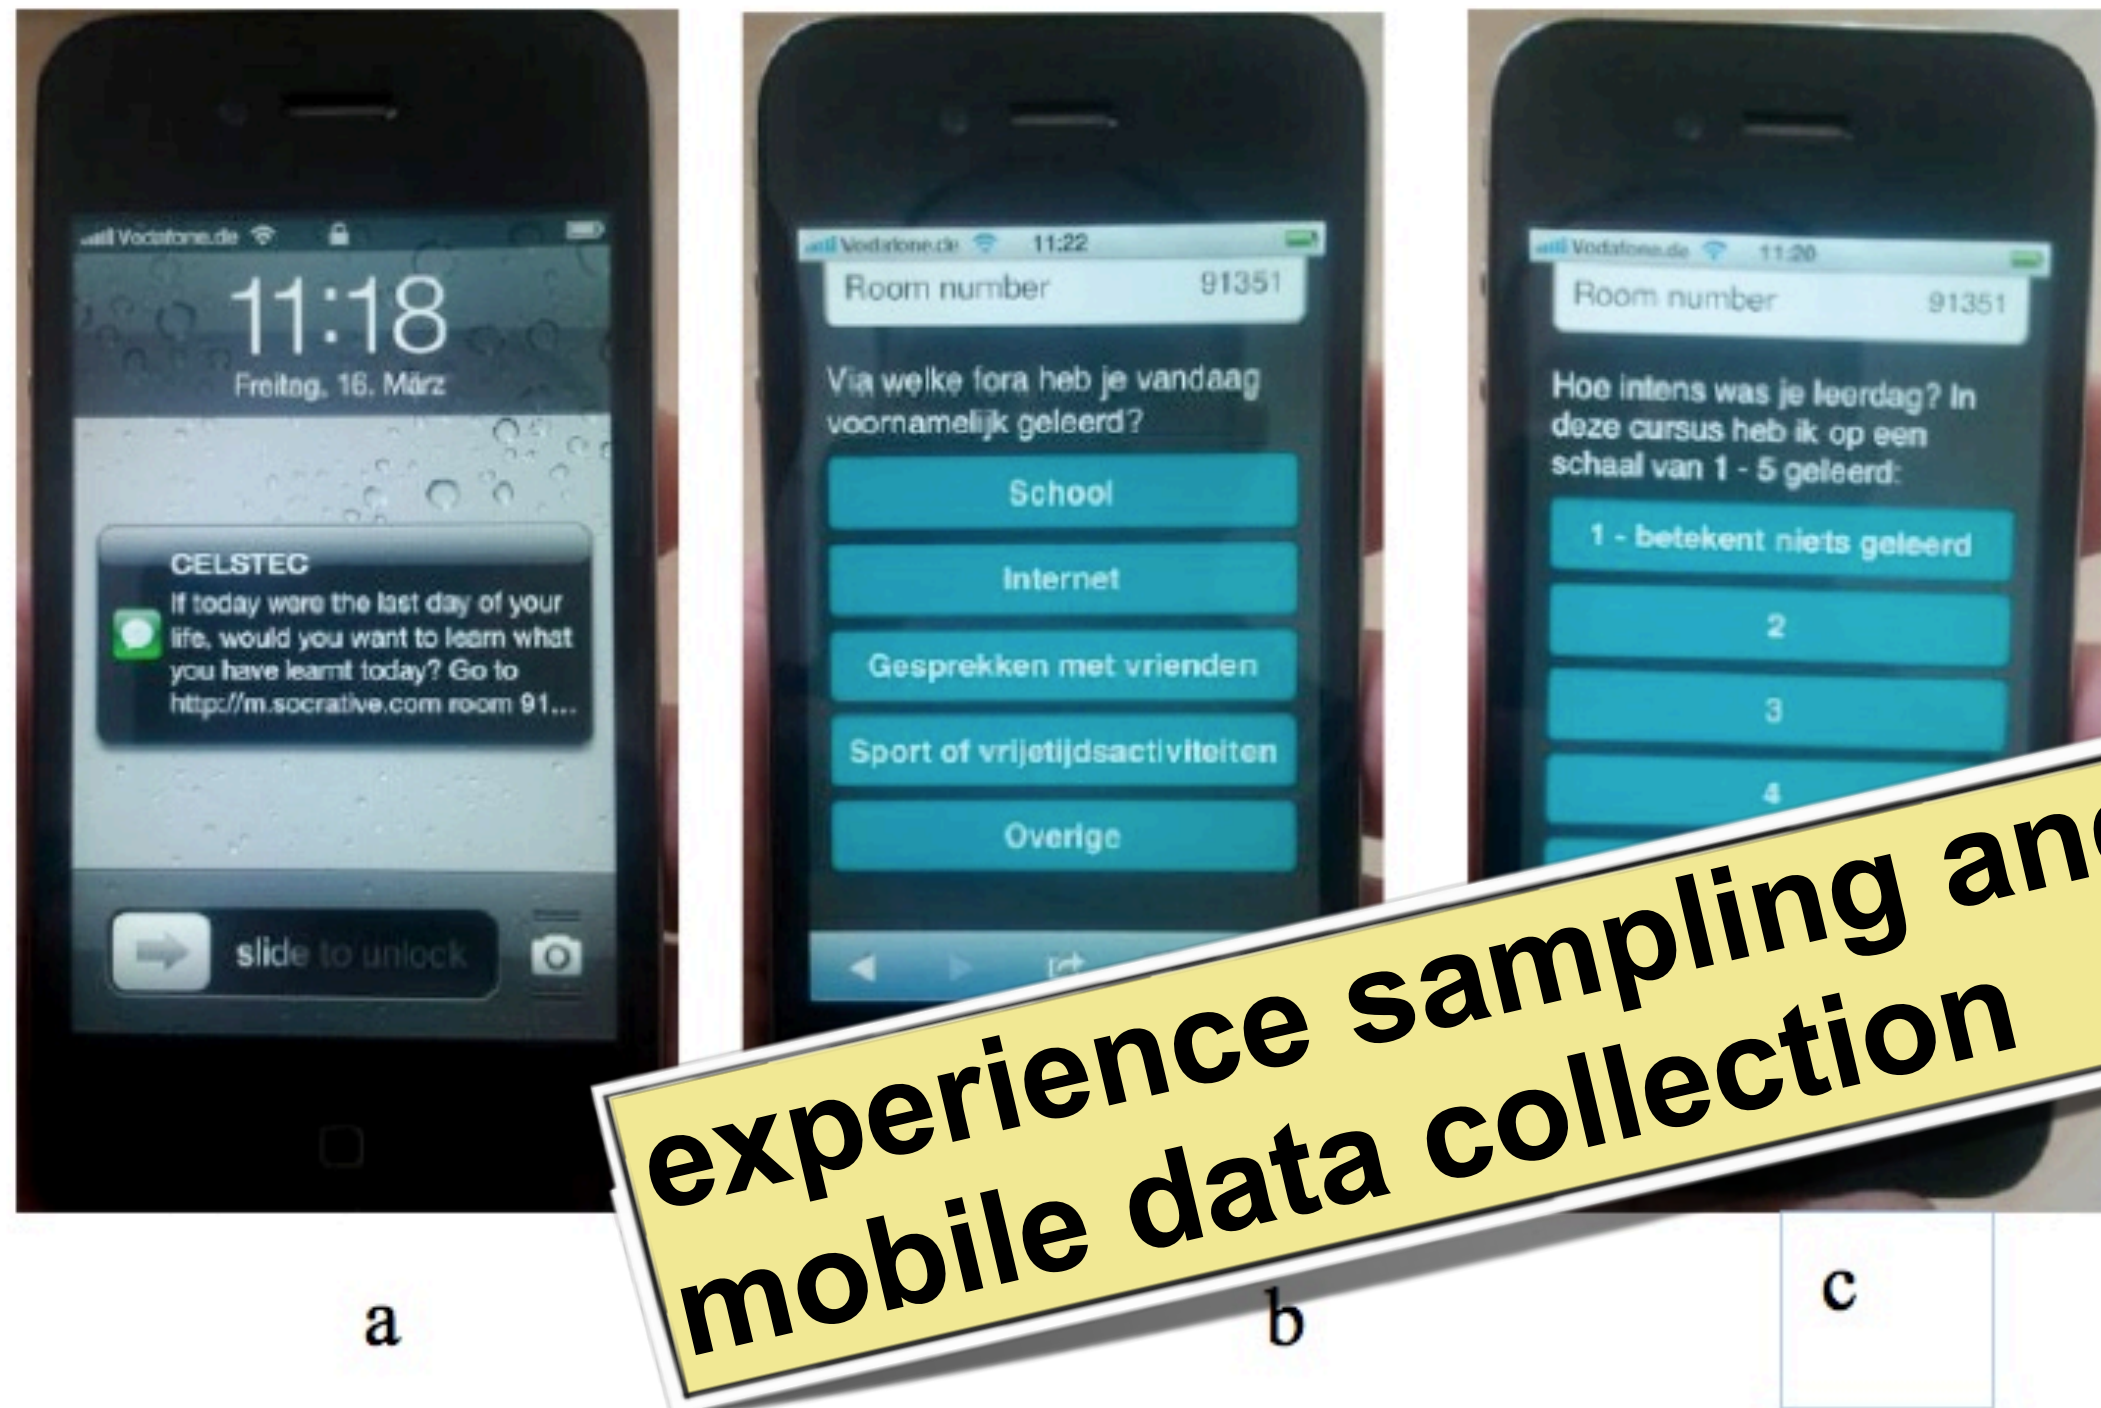 Vodafone.de
11:18
Freitag, 16. März
CELSTEC
If today were the last day of your
life, would you want to learn what
you have learnt today? Go to
http://m.socrative.com room 91...
slide to unlock
a
Vodafone.de 11:22
Room number 91351
Via welke fora heb je vandaag
voornamelijk geleerd?
School
Internet
Gesprekken met vrienden
Sport of vrijetijdsactiviteiten
Overige
b
Vodafone.de 11:20
Room number 91351
Hoe intens was je leerdag? In
deze cursus heb ik op een
schaal van 1 - 5 geleerd:
1 - betekent niets geleerd
2
3
4
c
experience sampling and
mobile data collection